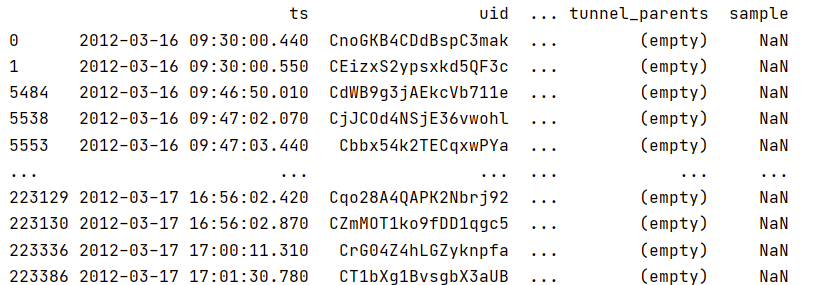 ts uid ... tunnel_parents sample
0 2012-03-16 09:30:00.440 CnoGKB4CDdBspC3mak ... (empty) NaN
1 2012-03-16 09:30:00.550 CEizxS2ypsxkd5QF3c ... (empty) NaN
5484 2012-03-16 09:46:50.010 CdWB9g3jAEkcVb711e ... (empty) NaN
5538 2012-03-16 09:47:02.070 CjJCOd4NSjE36vwohl ... (empty) NaN
5553 2012-03-16 09:47:03.440 Cbbx54k2TECqxwPYa ... (empty) NaN
... ... ... ... ... ...
223129 2012-03-17 16:56:02.420 Cqo28A4QAPK2Nbrj92 ... (empty) NaN
223130 2012-03-17 16:56:02.870 CZmMOT1ko9fDD1qgc5 ... (empty) NaN
223336 2012-03-17 17:00:11.310 CrG04Z4hLGZyknpfa ... (empty) NaN
223386 2012-03-17 17:01:30.780 CT1bXg1BvsgbX3aUB ... (empty) NaN